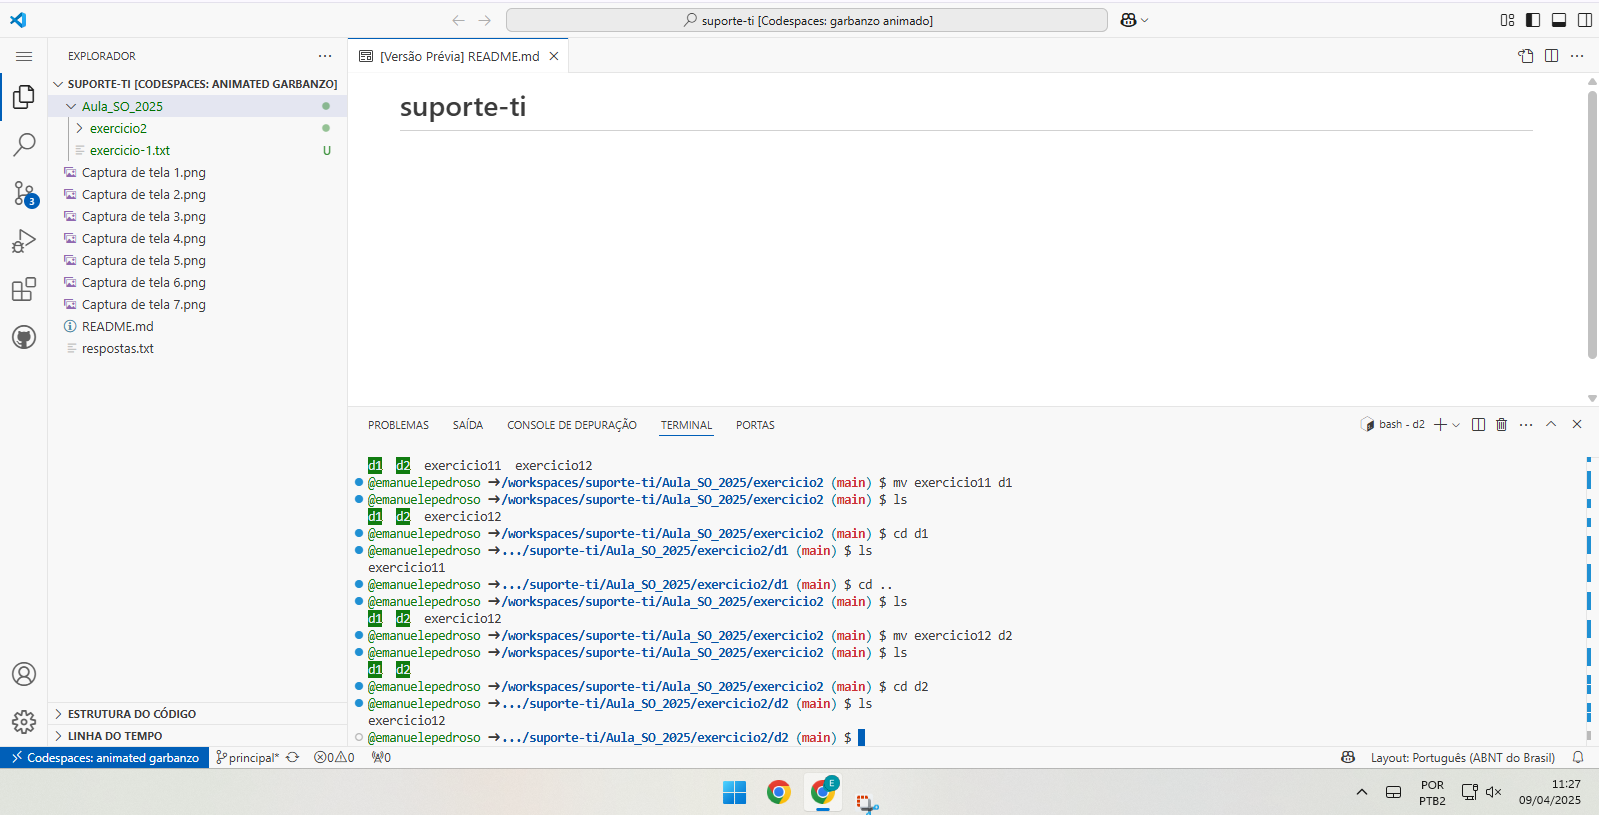 suporte-ti [Codespaces: garbanzo animado]
EXPLORADOR
SUPORTE-TI [CODESPACES: ANIMATED GARBANZO]
Aula_SO_2025
exercicio2
exercicio-1.txt U
Captura de tela 1.png
Captura de tela 2.png
Captura de tela 3.png
Captura de tela 4.png
Captura de tela 5.png
Captura de tela 6.png
Captura de tela 7.png
README.md
respostas.txt
3
ESTRUTURA DO CÓDIGO
LINHA DO TEMPO
[Versão Prévia] README.md
suporte-ti
PROBLEMAS SAÍDA CONSOLE DE DEPURAÇÃO TERMINAL PORTAS
bash - d2
d1 d2 exercicio11 exercicio12
@emanuelepedroso ➜/workspaces/suporte-ti/Aula_SO_2025/exercicio2 (main) $ mv exercicio11 d1
@emanuelepedroso ➜/workspaces/suporte-ti/Aula_SO_2025/exercicio2 (main) $ ls
d1 d2 exercicio12
@emanuelepedroso ➜/workspaces/suporte-ti/Aula_SO_2025/exercicio2 (main) $ cd d1
@emanuelepedroso ➜.../suporte-ti/Aula_SO_2025/exercicio2/d1 (main) $ ls
exercicio11
@emanuelepedroso ➜.../suporte-ti/Aula_SO_2025/exercicio2/d1 (main) $ cd ..
@emanuelepedroso ➜/workspaces/suporte-ti/Aula_SO_2025/exercicio2 (main) $ ls
d1 d2 exercicio12
@emanuelepedroso ➜/workspaces/suporte-ti/Aula_SO_2025/exercicio2 (main) $ mv exercicio12 d2
@emanuelepedroso ➜/workspaces/suporte-ti/Aula_SO_2025/exercicio2 (main) $ ls
d1 d2
@emanuelepedroso ➜/workspaces/suporte-ti/Aula_SO_2025/exercicio2 (main) $ cd d2
@emanuelepedroso ➜.../suporte-ti/Aula_SO_2025/exercicio2/d2 (main) $ ls
exercicio12
@emanuelepedroso ➜.../suporte-ti/Aula_SO_2025/exercicio2/d2 (main) $
Codespaces: animated garbanzo principal* 0 0 0 Layout: Português (ABNT do Brasil)
E
POR
PTB2
11:27
09/04/2025